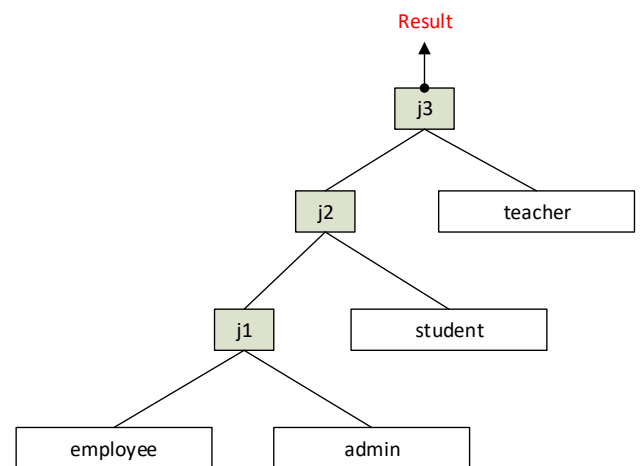 Result
j3
j2
teacher
j1
student
employee
admin